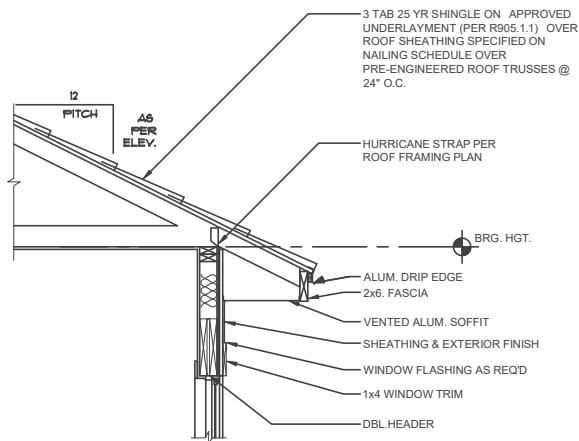 3 TAB 25 YR SHINGLE ON APPROVED
UNDERLAYMENT (PER R905.1.1) OVER
ROOF SHEATHING SPECIFIED ON
NAILING SCHEDULE OVER
PRE-ENGINEERED ROOF TRUSSES @
24" O.C.
12
PITCH
AS
PER
ELEV.
HURRICANE STRAP PER
ROOF FRAMING PLAN
BRG. HGT.
ALUM. DRIP EDGE
2x6. FASCIA
VENTED ALUM. SOFFIT
SHEATHING & EXTERIOR FINISH
WINDOW FLASHING AS REQ'D
1x4 WINDOW TRIM
DBL.HEADER